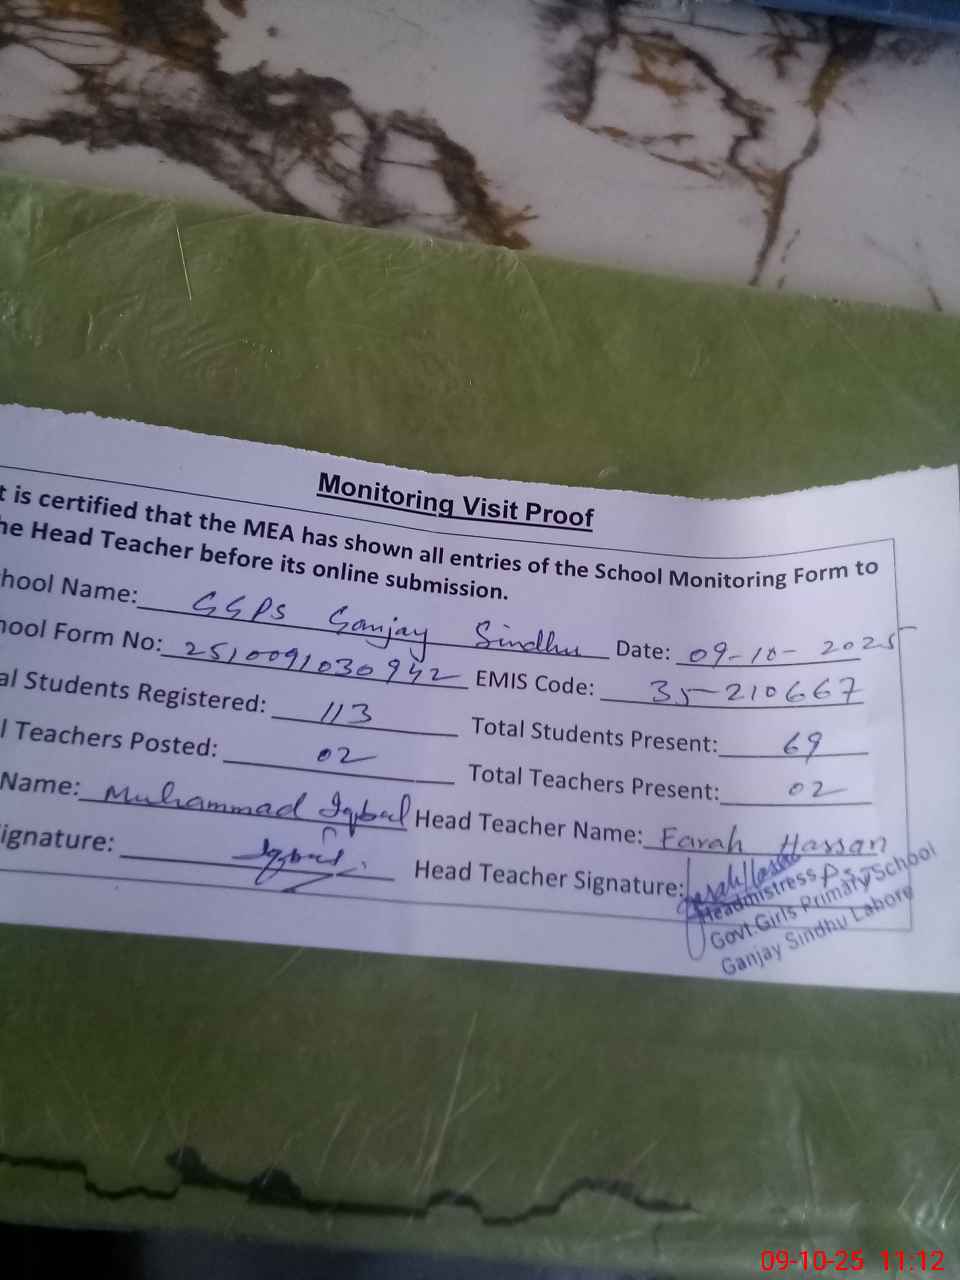 Monitoring Visit Proof
t is certified that the MEA has shown all entries of the School Monitoring Form to
he Head Teacher before its online submission.
hool Name: GGPS Ganjay Sindhu Date: 09-10-2025
hool Form No: 2510091030942 EMIS Code: 35-210667
al Students Registered: 113 Total Students Present: 69
l Teachers Posted: 02 Total Teachers Present: 02
Name: Muhammad Iqbal Head Teacher Name: Farah Hassan
ignature: Iqbal Head Teacher Signature:
Headmistress PST
Govt Girls Primary School
Ganjay Sindhu Lahore
09-10-25 11:12